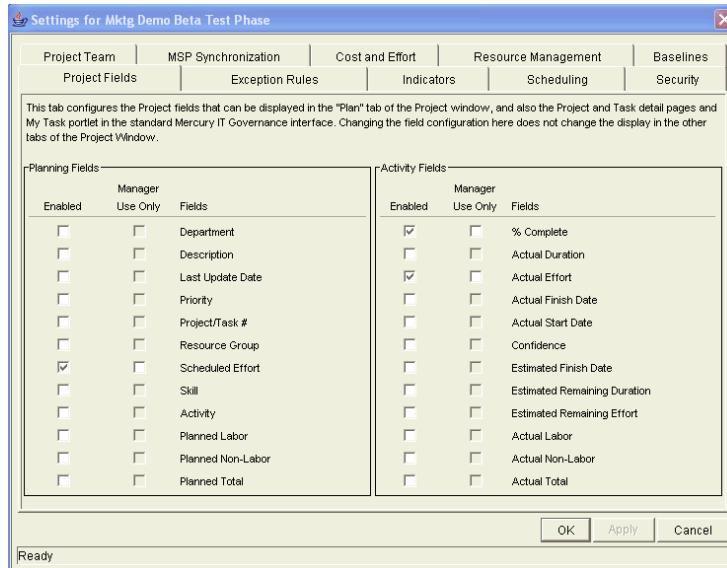 Settings for Mktg Demo Beta Test Phase
Project Team MSP Synchronization Cost and Effort Resource Management Baselines
Project Fields Exception Rules Indicators Scheduling Security
This tab configures the Project fields that can be displayed in the "Plan" tab of the Project window, and also the Project and Task detail pages and
My Task portlet in the standard Mercury IT Governance interface. Changing the field configuration here does not change the display in the other
tabs of the Project Window.
Planning Fields
Manager
Enabled Use Only Fields
Department
Description
Last Update Date
Priority
Project/Task #
Resource Group
Scheduled Effort
Skill
Activity
Planned Labor
Planned Non-Labor
Planned Total
Activity Fields
Manager
Enabled Use Only Fields
% Complete
Actual Duration
Actual Effort
Actual Finish Date
Actual Start Date
Confidence
Estimated Finish Date
Estimated Remaining Duration
Estimated Remaining Effort
Actual Labor
Actual Non-Labor
Actual Total
OK Apply Cancel
Ready